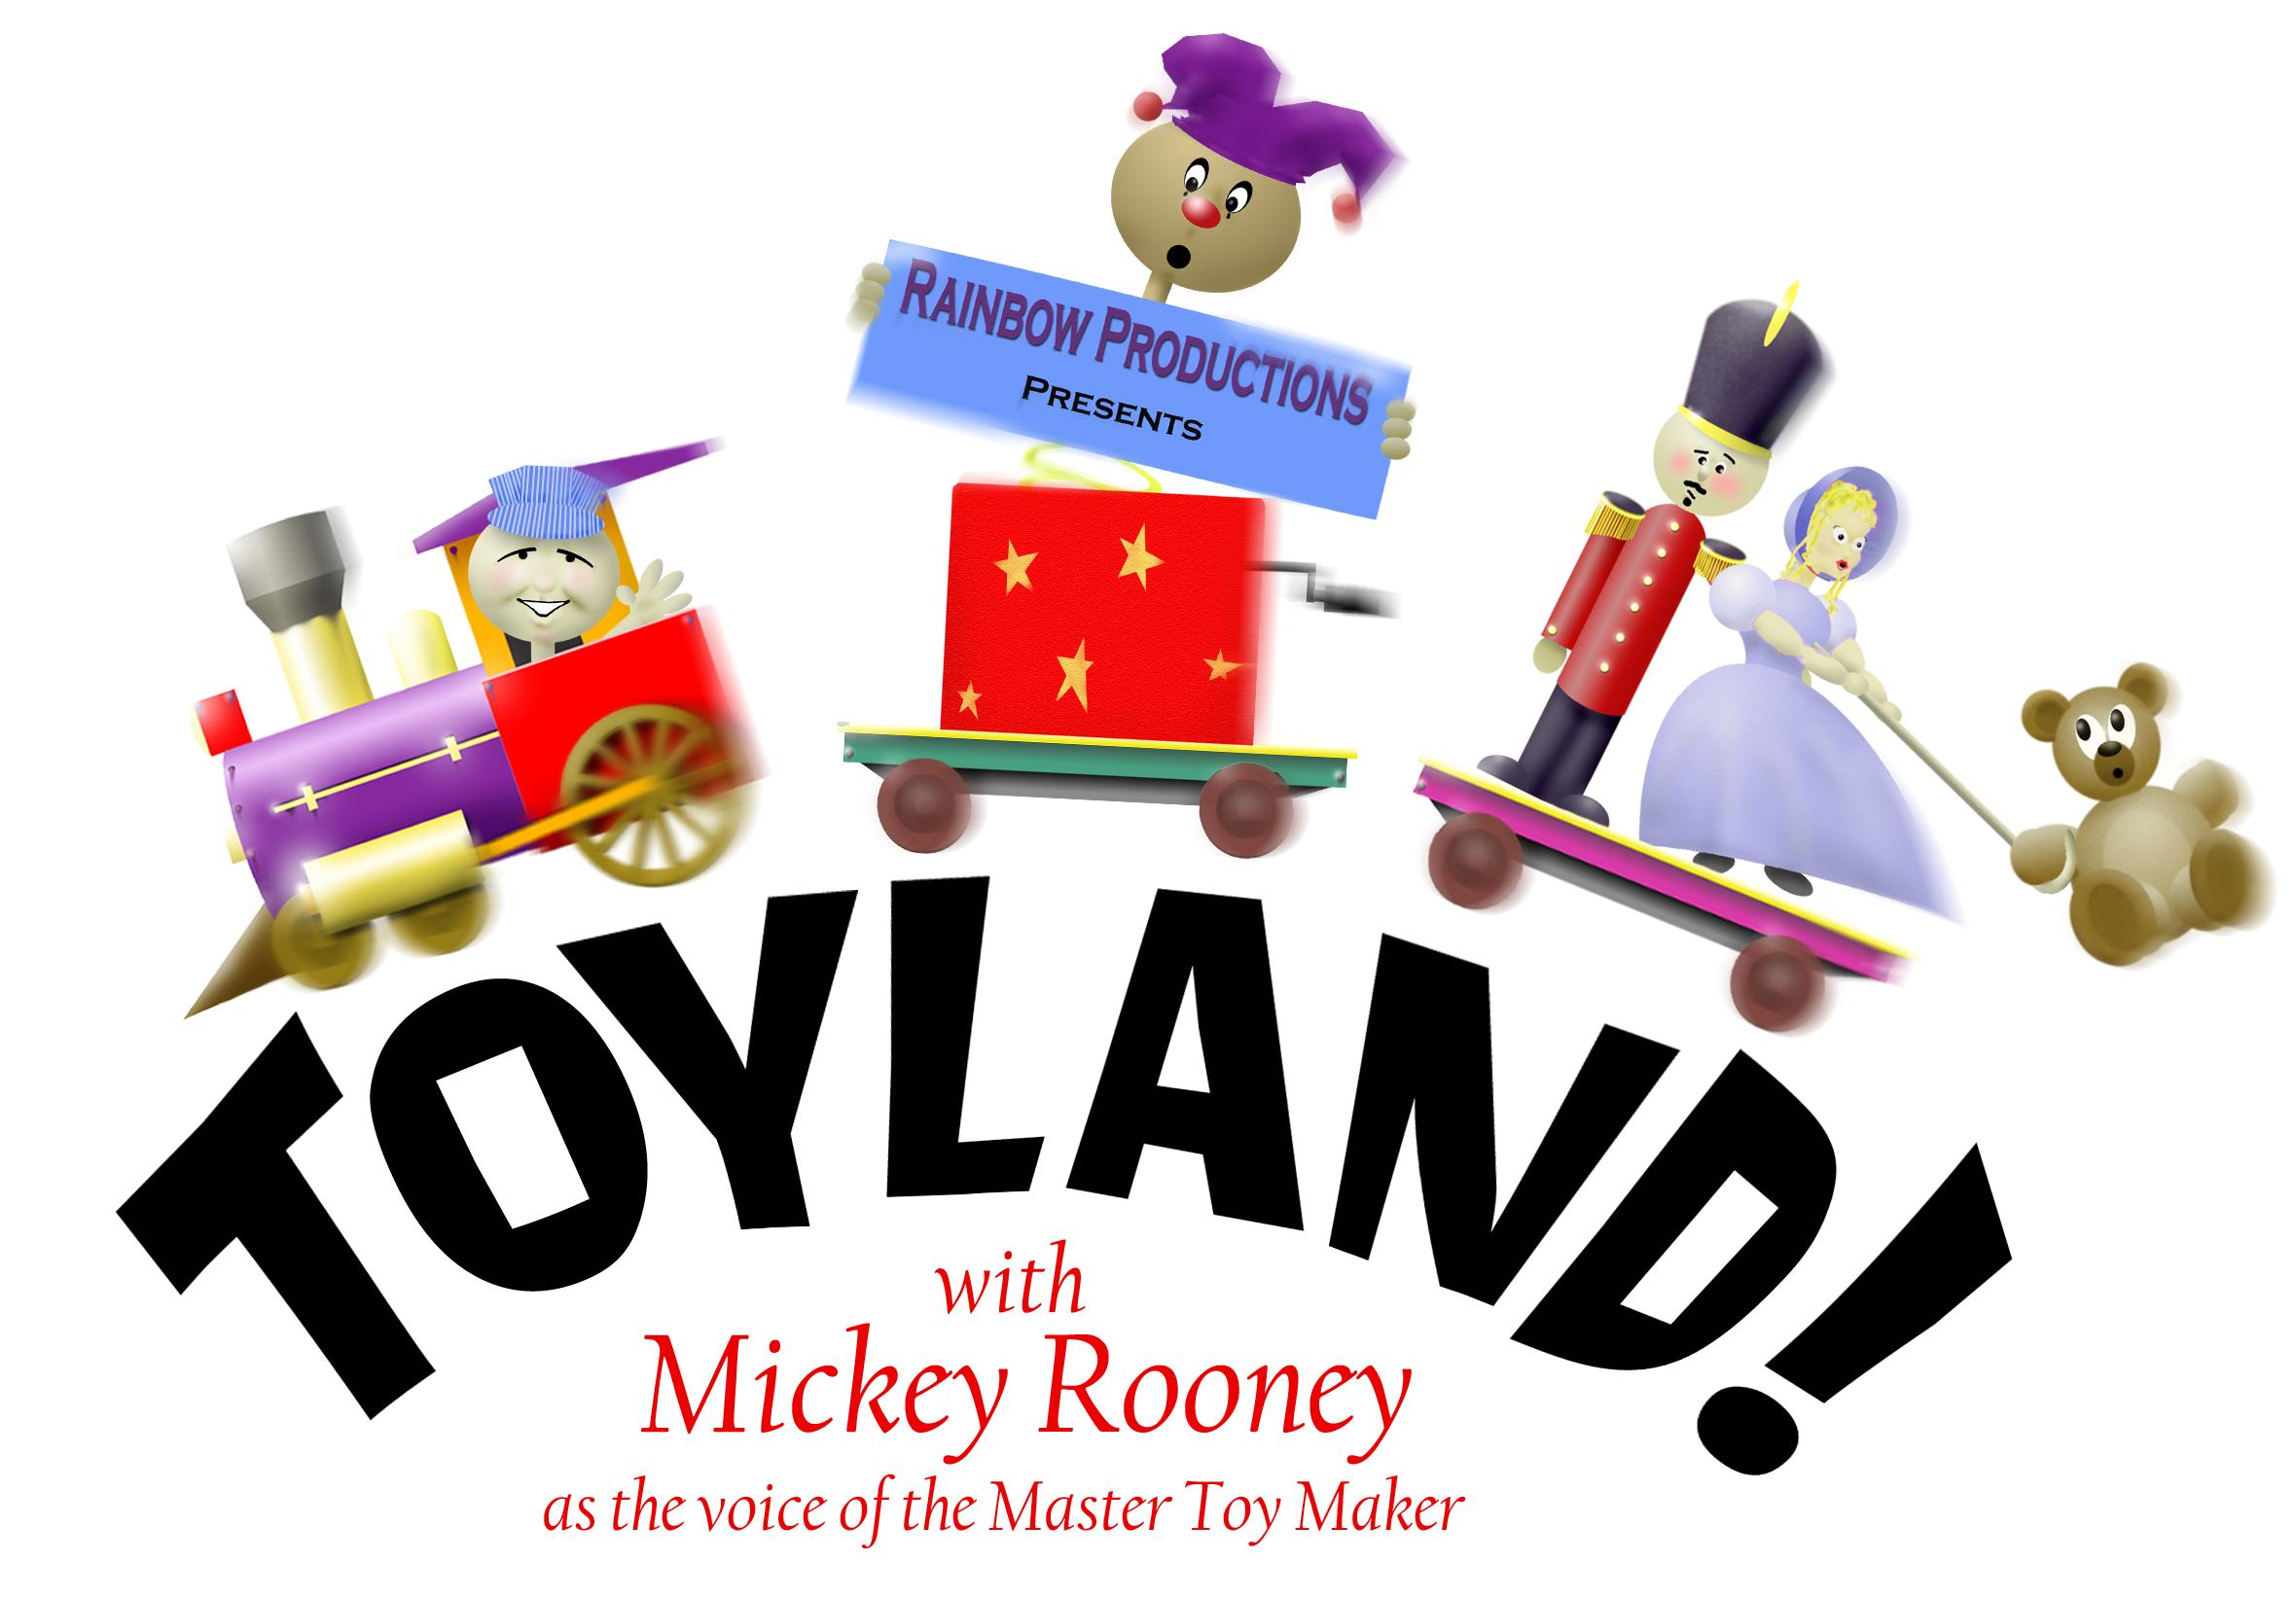 RAINBOW PRODUCTIONS
PRESENTS
TOYLAND!
with
Mickey Rooney
as the voice of the Master Toy Maker